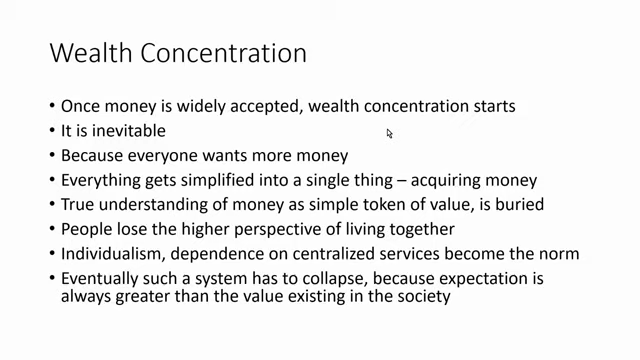 Wealth Concentration
• Once money is widely accepted, wealth concentration starts
• It is inevitable
• Because everyone wants more money
• Everything gets simplified into a single thing – acquiring money
• True understanding of money as simple token of value, is buried
• People lose the higher perspective of living together
• Individualism, dependence on centralized services become the norm
• Eventually such a system has to collapse, because expectation is
always greater than the value existing in the society